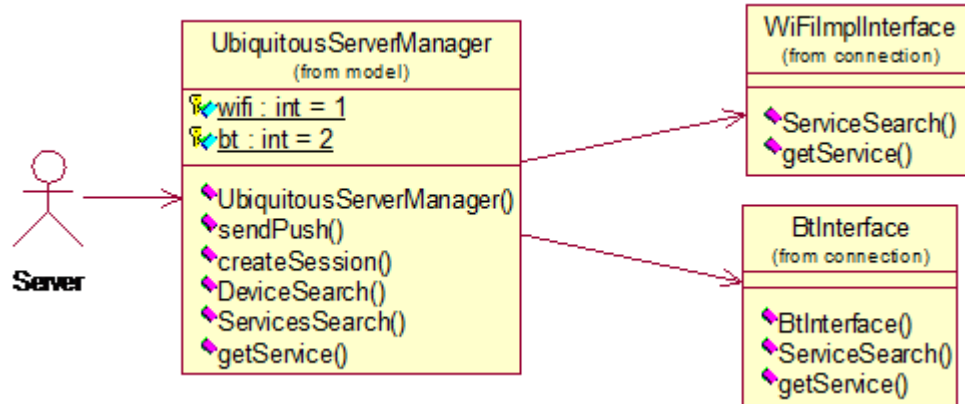 UbiquitousServerManager
(from model)
wifi : int = 1
bt : int = 2
UbiquitousServerManager()
sendPush()
createSession()
DeviceSearch()
ServicesSearch()
getService()
Server
WiFiImplInterface
(from connection)
ServiceSearch()
getService()
BtInterface
(from connection)
BtInterface()
ServiceSearch()
getService()